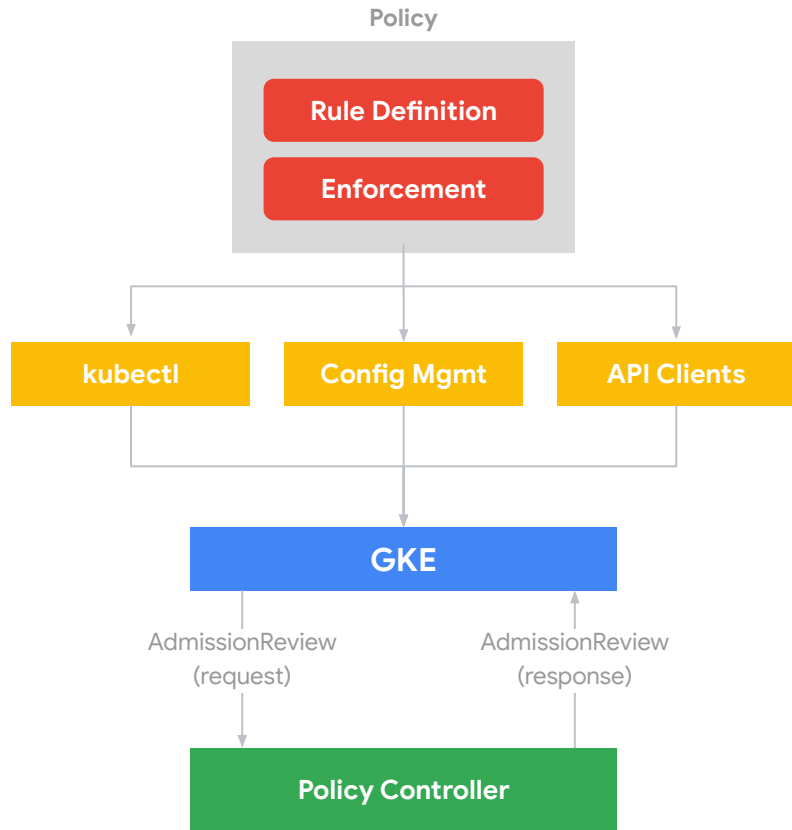 Policy
Rule Definition
Enforcement
kubectl
Config Mgmt
API Clients
GKE
AdmissionReview
(request)
AdmissionReview
(response)
Policy Controller